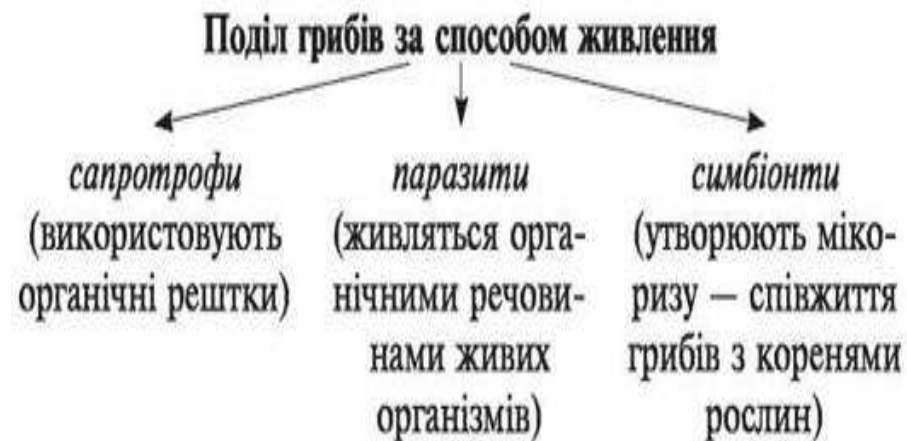 Поділ грибів за способом живлення
сапротрофи
(використовують
органічні рештки)
паразити
(живляться орга-
нічними речови-
нами живих
організмів)
симбіонти
(утворюють міко-
ризу — співжиття
грибів з коренями
рослин)